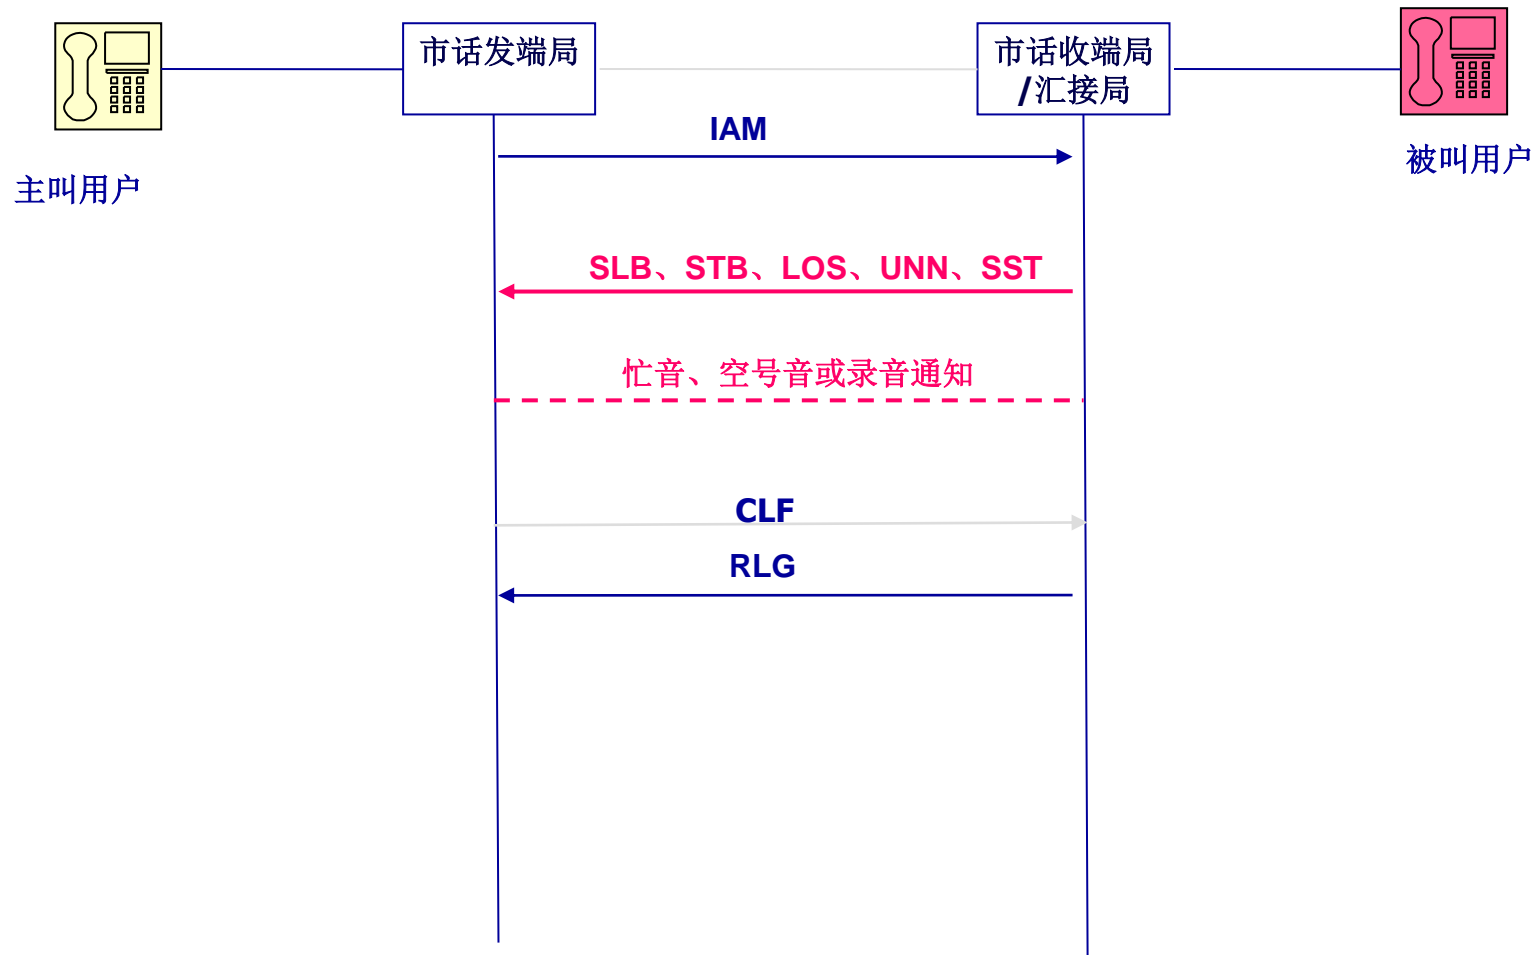 市话发端局
市话收端局
/汇接局
IAM
主叫用户
被叫用户
SLB、STB、LOS、UNN、SST
忙音、空号音或录音通知
CLF
RLG